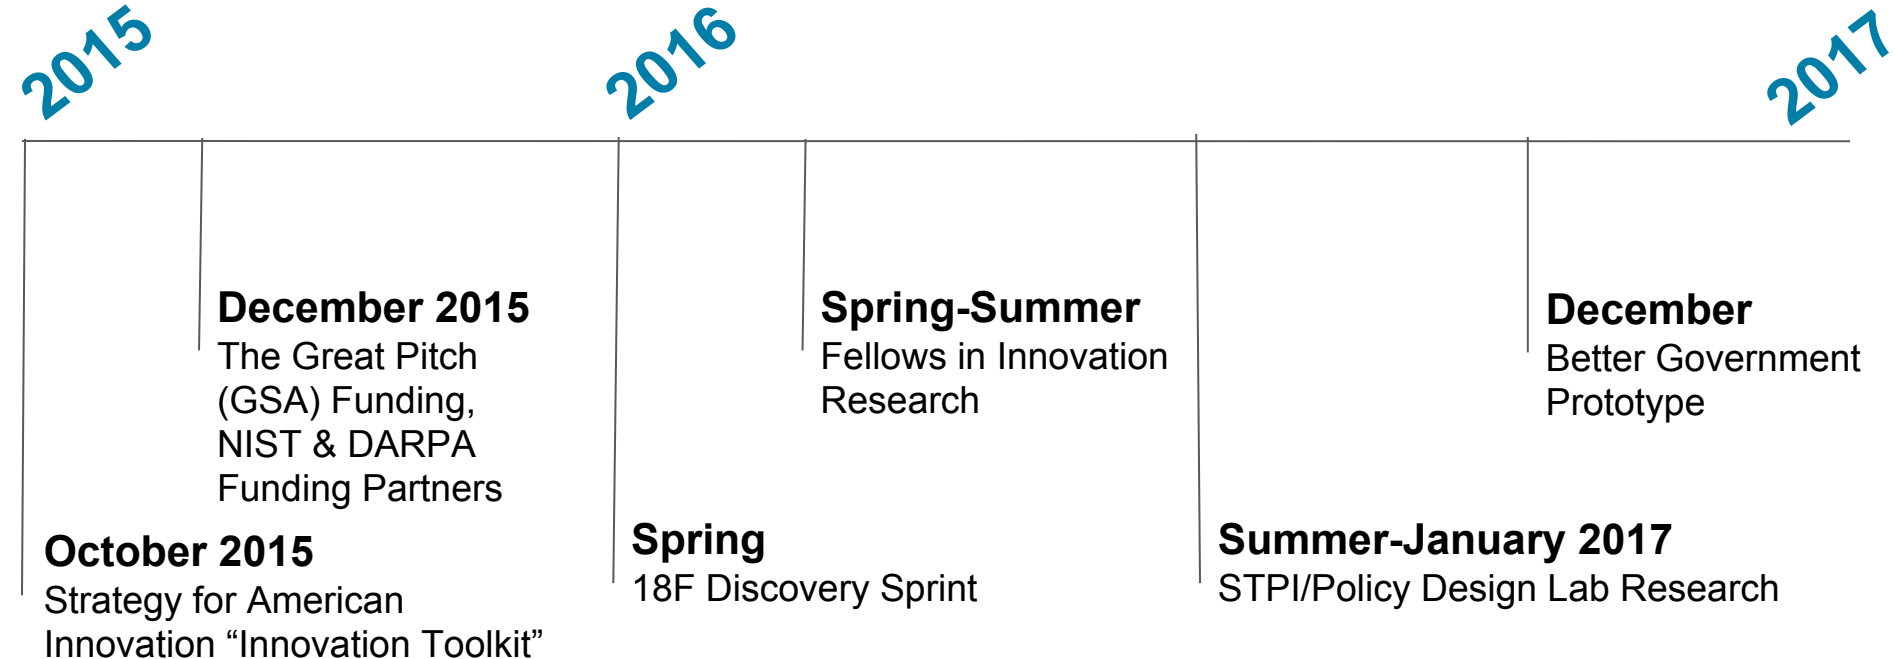 2015
2016
2017
December 2015
The Great Pitch
(GSA) Funding,
NIST & DARPA
Funding Partners
Spring-Summer
Fellows in Innovation
Research
December
Better Government
Prototype
October 2015
Strategy for American
Innovation “Innovation Toolkit”
Spring
18F Discovery Sprint
Summer-January 2017
STPI/Policy Design Lab Research